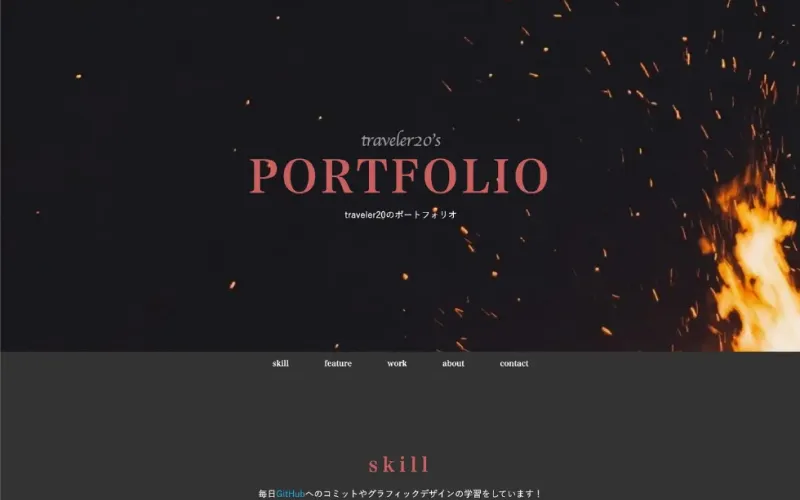 traveler20's
PORTFOLIO
traveler20のポートフォリオ
skill feature work about contact
skill
毎日GitHubへのコミットやグラフィックデザインの学習をしています！